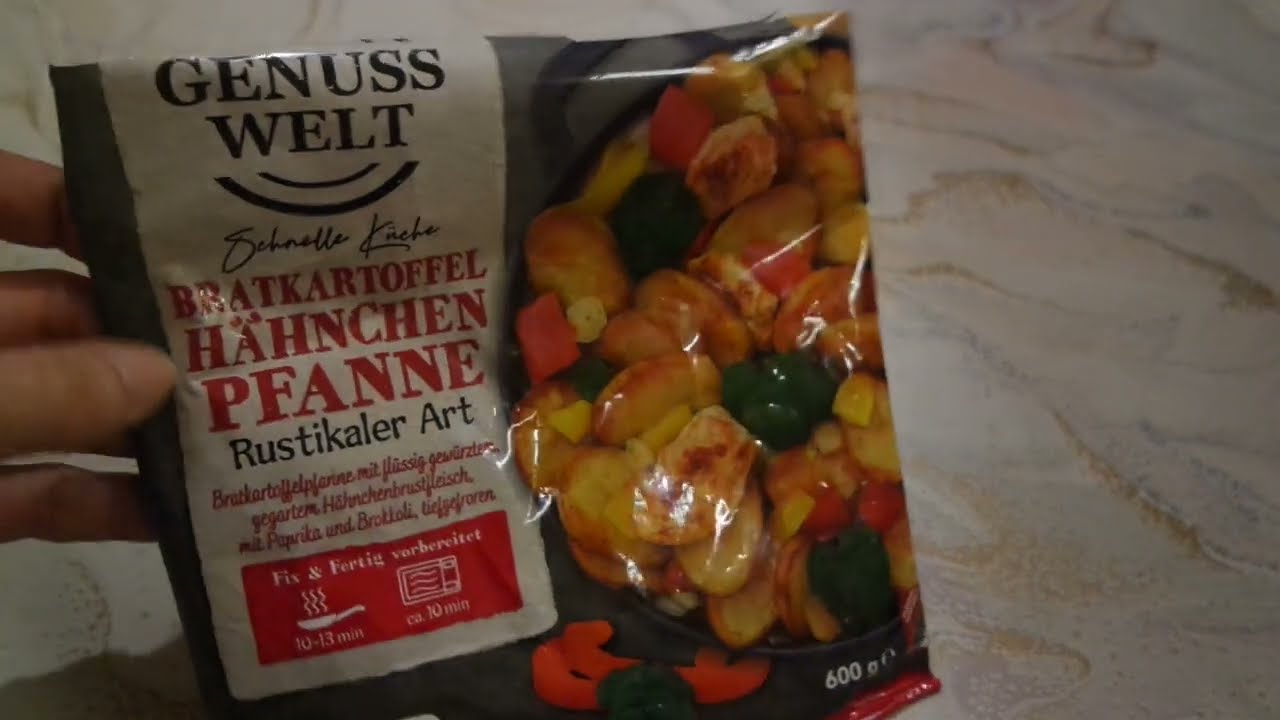 GENUSS
WELT
Schnelle Küche
BRATKARTOFFEL
HÄHNCHEN
PFANNE
Rustikaler Art
Bratkartoffelpfanne mit flüssig gewürztem,
gegartem Hähnchenbrustfleisch,
mit Paprika und Brokkoli, tiefgefroren
Fix & Fertig vorbereitet
10-13 min
ca. 10 min
600 g ℮